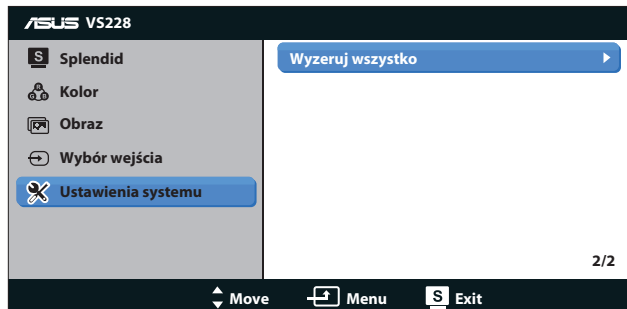 ASUS VS228
S Splendid
Kolor
Obraz
Wybór wejścia
Ustawienia systemu
Wyzeruj wszystko
2/2
Move Menu S Exit